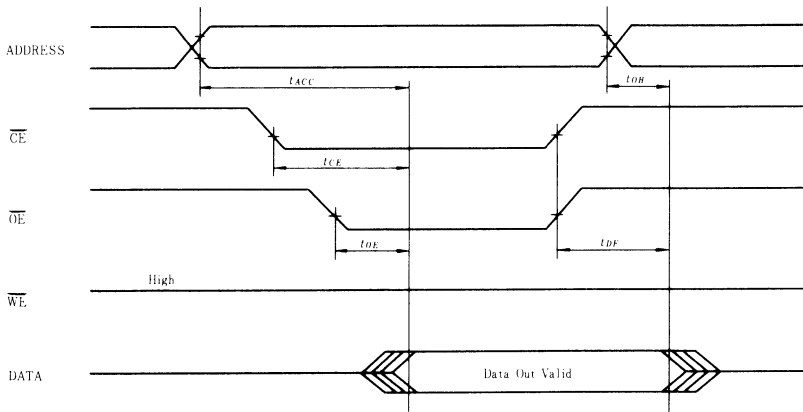 ADDRESS
tACC
tOH
CE
tCE
OE
tOE
tDF
High
WE
DATA
Data Out Valid